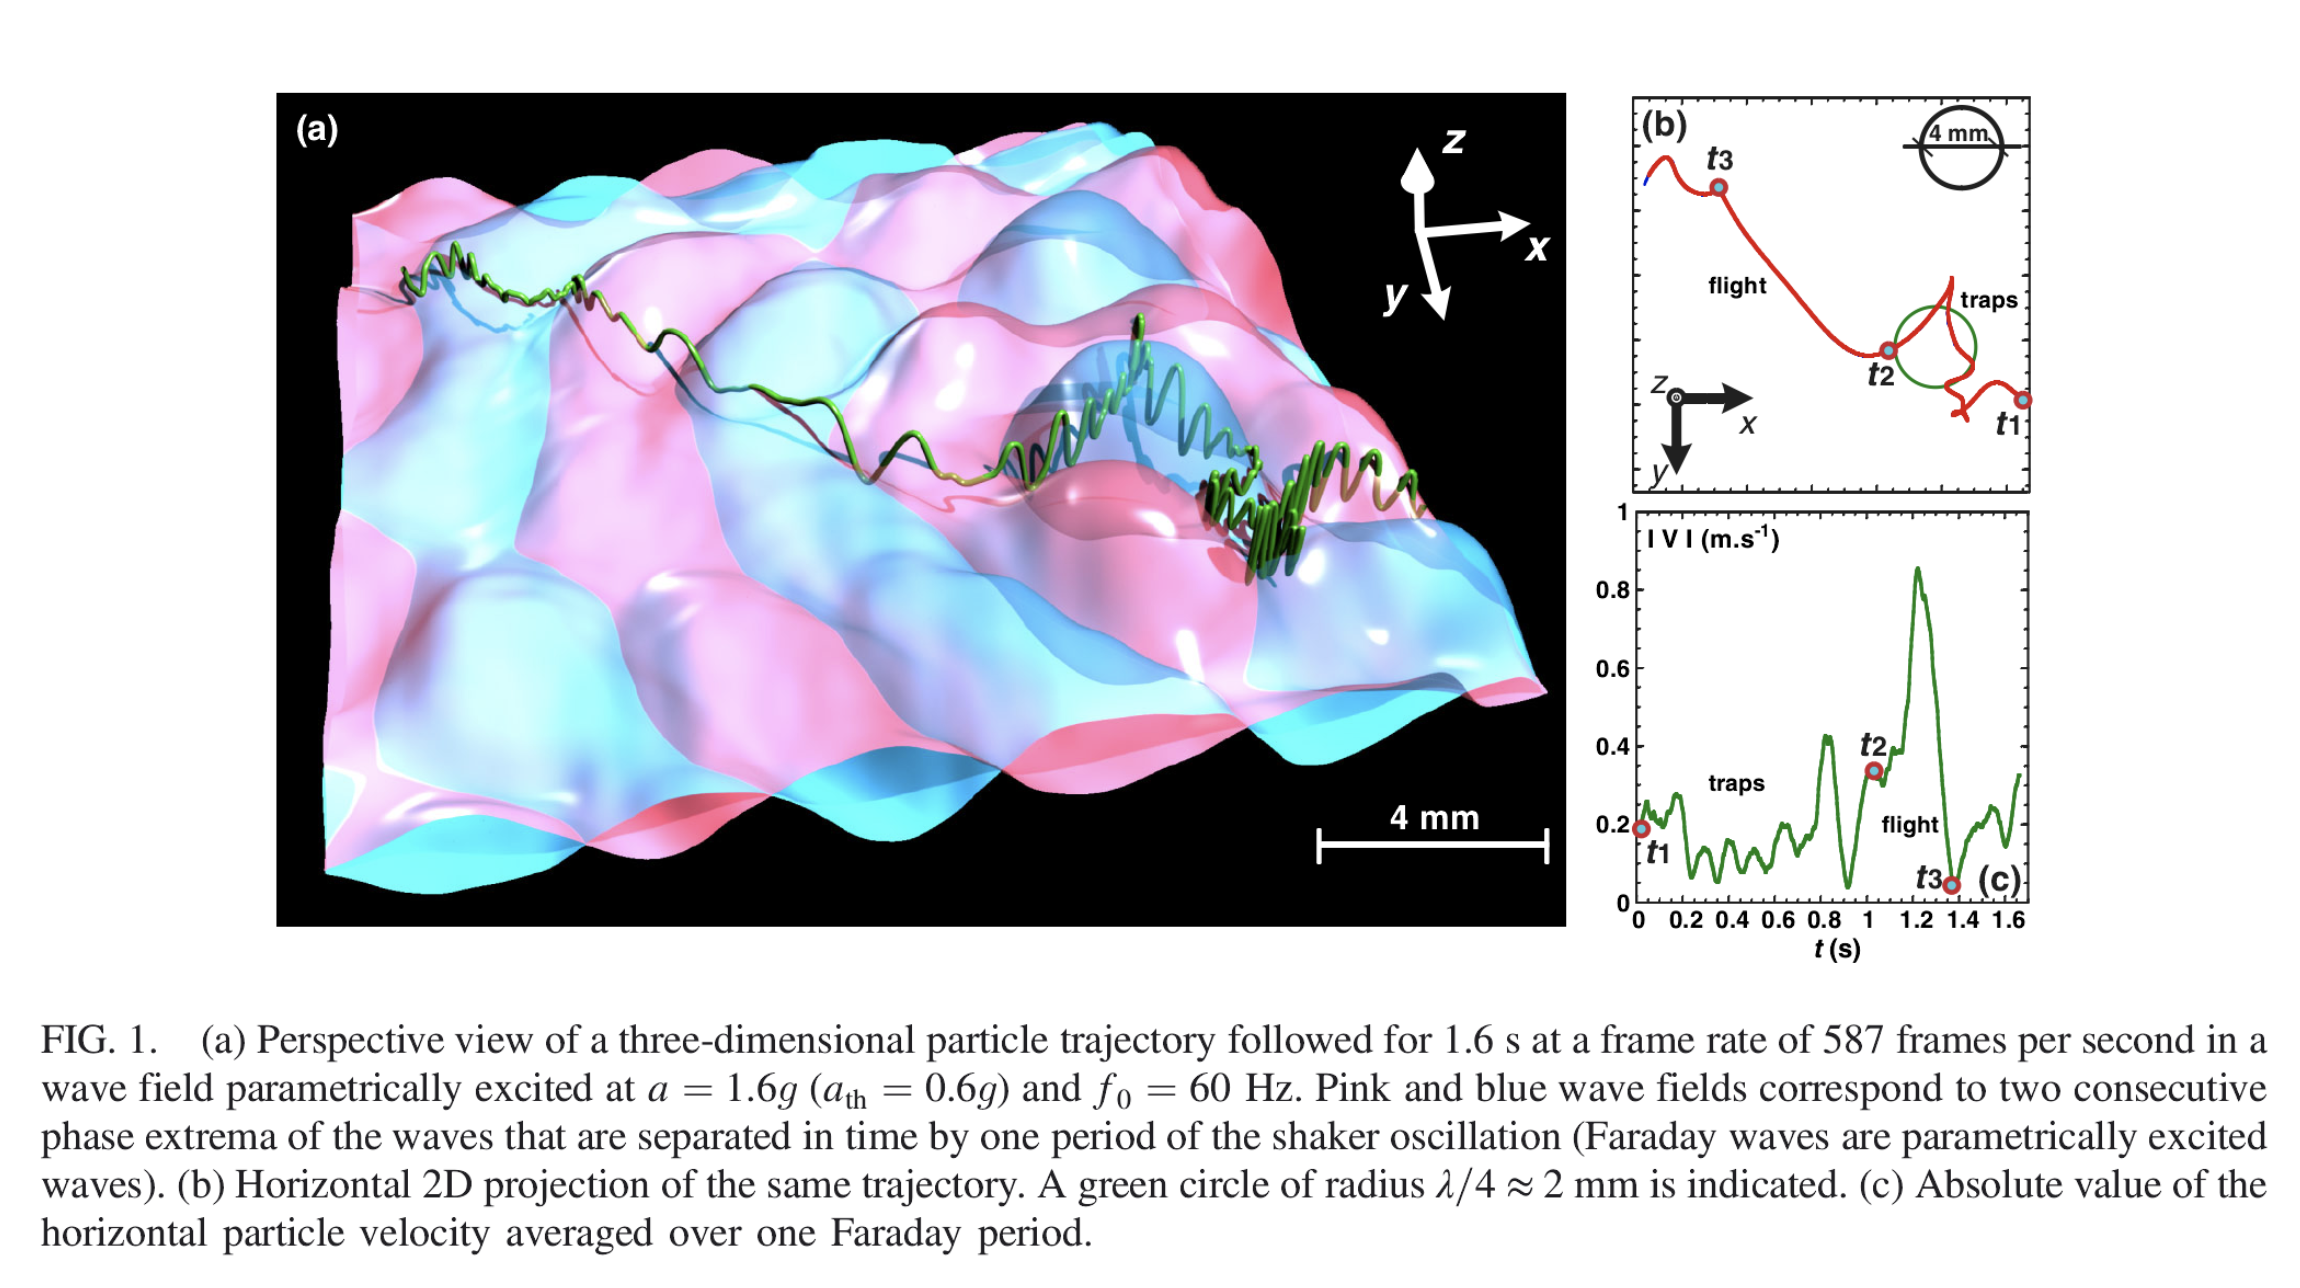 (a)
z
x
y
4 mm
(b)
4 mm
t3
flight
traps
t2
z
x
t1
y
1
| V | (m.s⁻¹)
0.8
0.6
0.4
t2
traps
0.2
flight
t1
t3
(c)
0
0 0.2 0.4 0.6 0.8 1 1.2 1.4 1.6
t (s)
FIG. 1. (a) Perspective view of a three-dimensional particle trajectory followed for 1.6 s at a frame rate of 587 frames per second in a
wave field parametrically excited at a = 1.6g (aₜₕ = 0.6g) and f₀ = 60 Hz. Pink and blue wave fields correspond to two consecutive
phase extrema of the waves that are separated in time by one period of the shaker oscillation (Faraday waves are parametrically excited
waves). (b) Horizontal 2D projection of the same trajectory. A green circle of radius λ/4 ≈ 2 mm is indicated. (c) Absolute value of the
horizontal particle velocity averaged over one Faraday period.